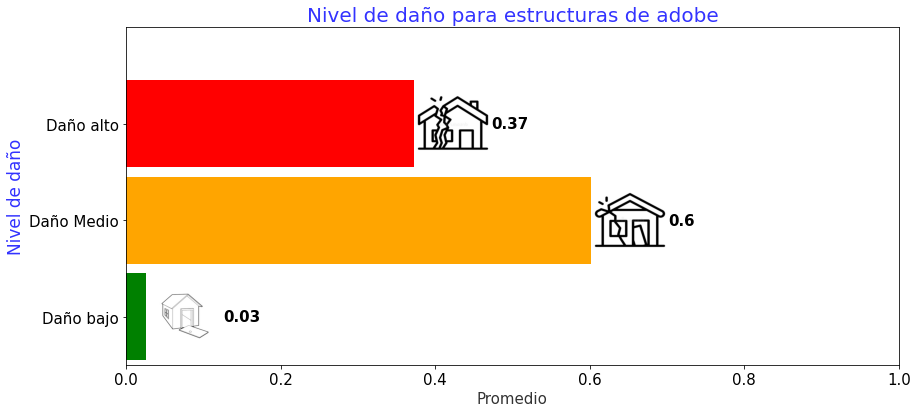 Nivel de daño para estructuras de adobe
Nivel de daño
Daño alto
0.37
Daño Medio
0.6
Daño bajo
0.03
0.0 0.2 0.4 0.6 0.8 1.0
Promedio